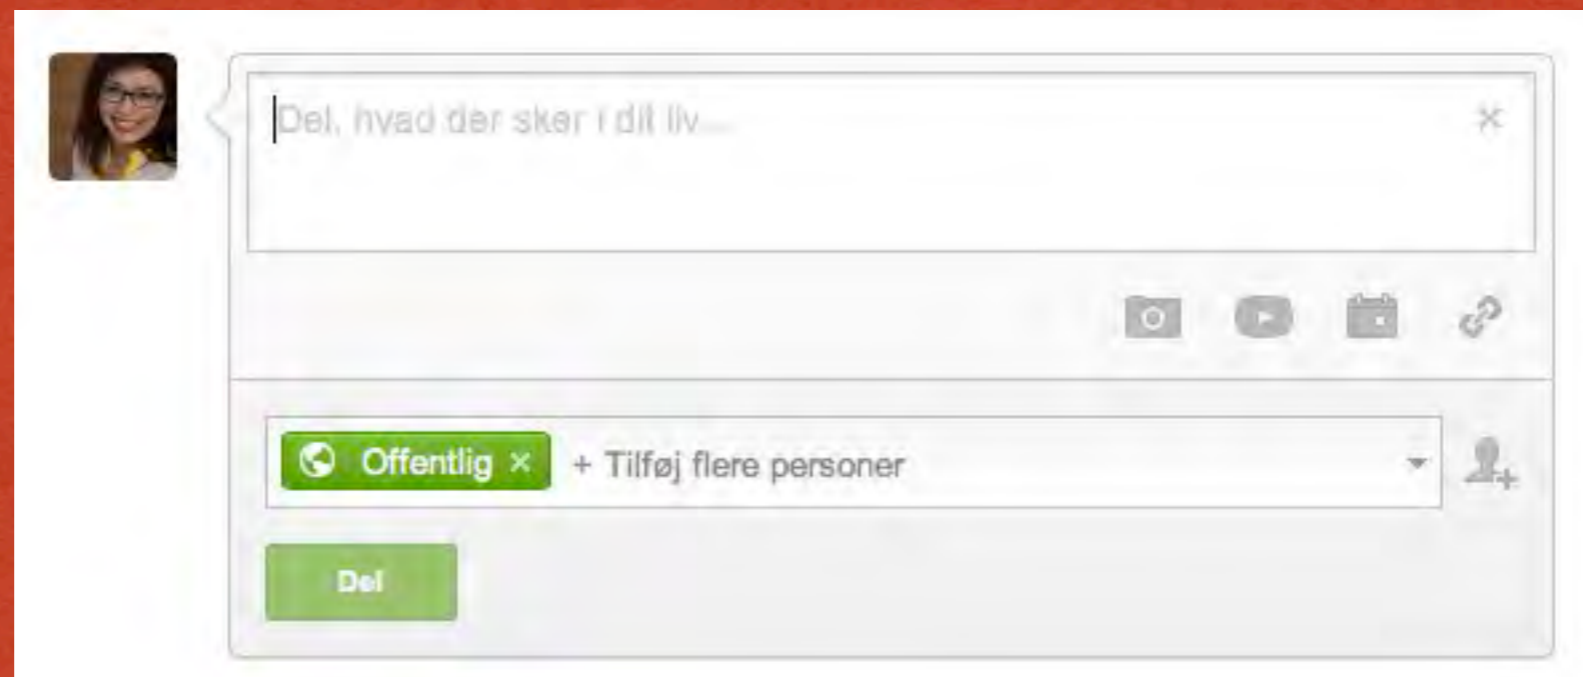 Del, hvad der sker i dit liv...
Offentlig × + Tilføj flere personer
Del